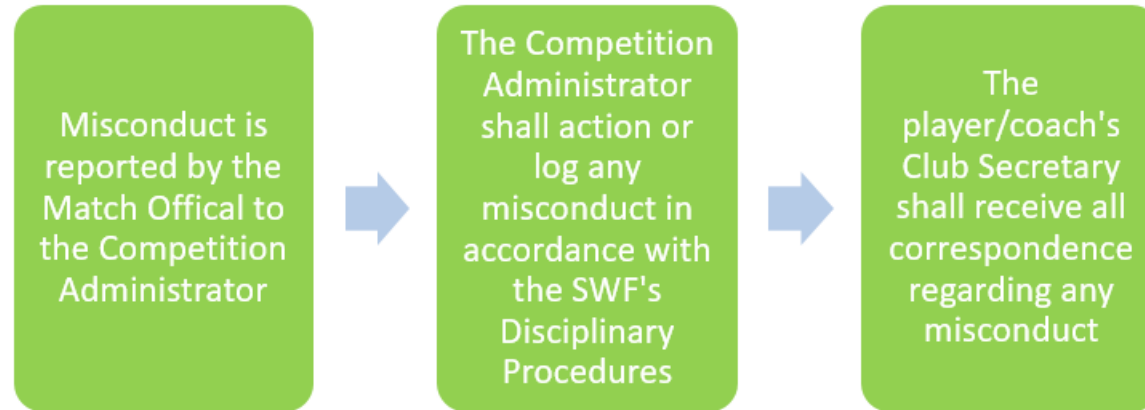 Misconduct is
reported by the
Match Offical to
the Competition
Administrator
The Competition
Administrator
shall action or
log any
misconduct in
accordance with
the SWF's
Disciplinary
Procedures
The
player/coach's
Club Secretary
shall receive all
correspondence
regarding any
misconduct